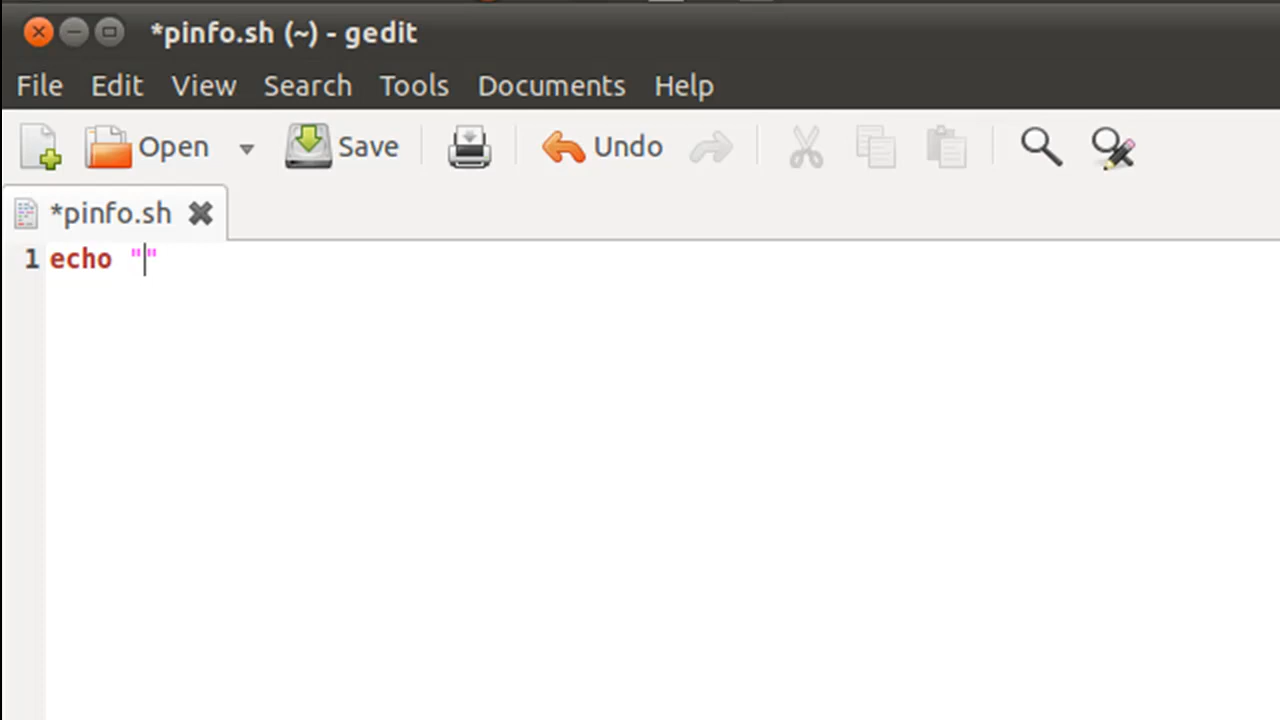 *pinfo.sh (~) - gedit
File Edit View Search Tools Documents Help
Open Save Undo
*pinfo.sh
1 echo ""